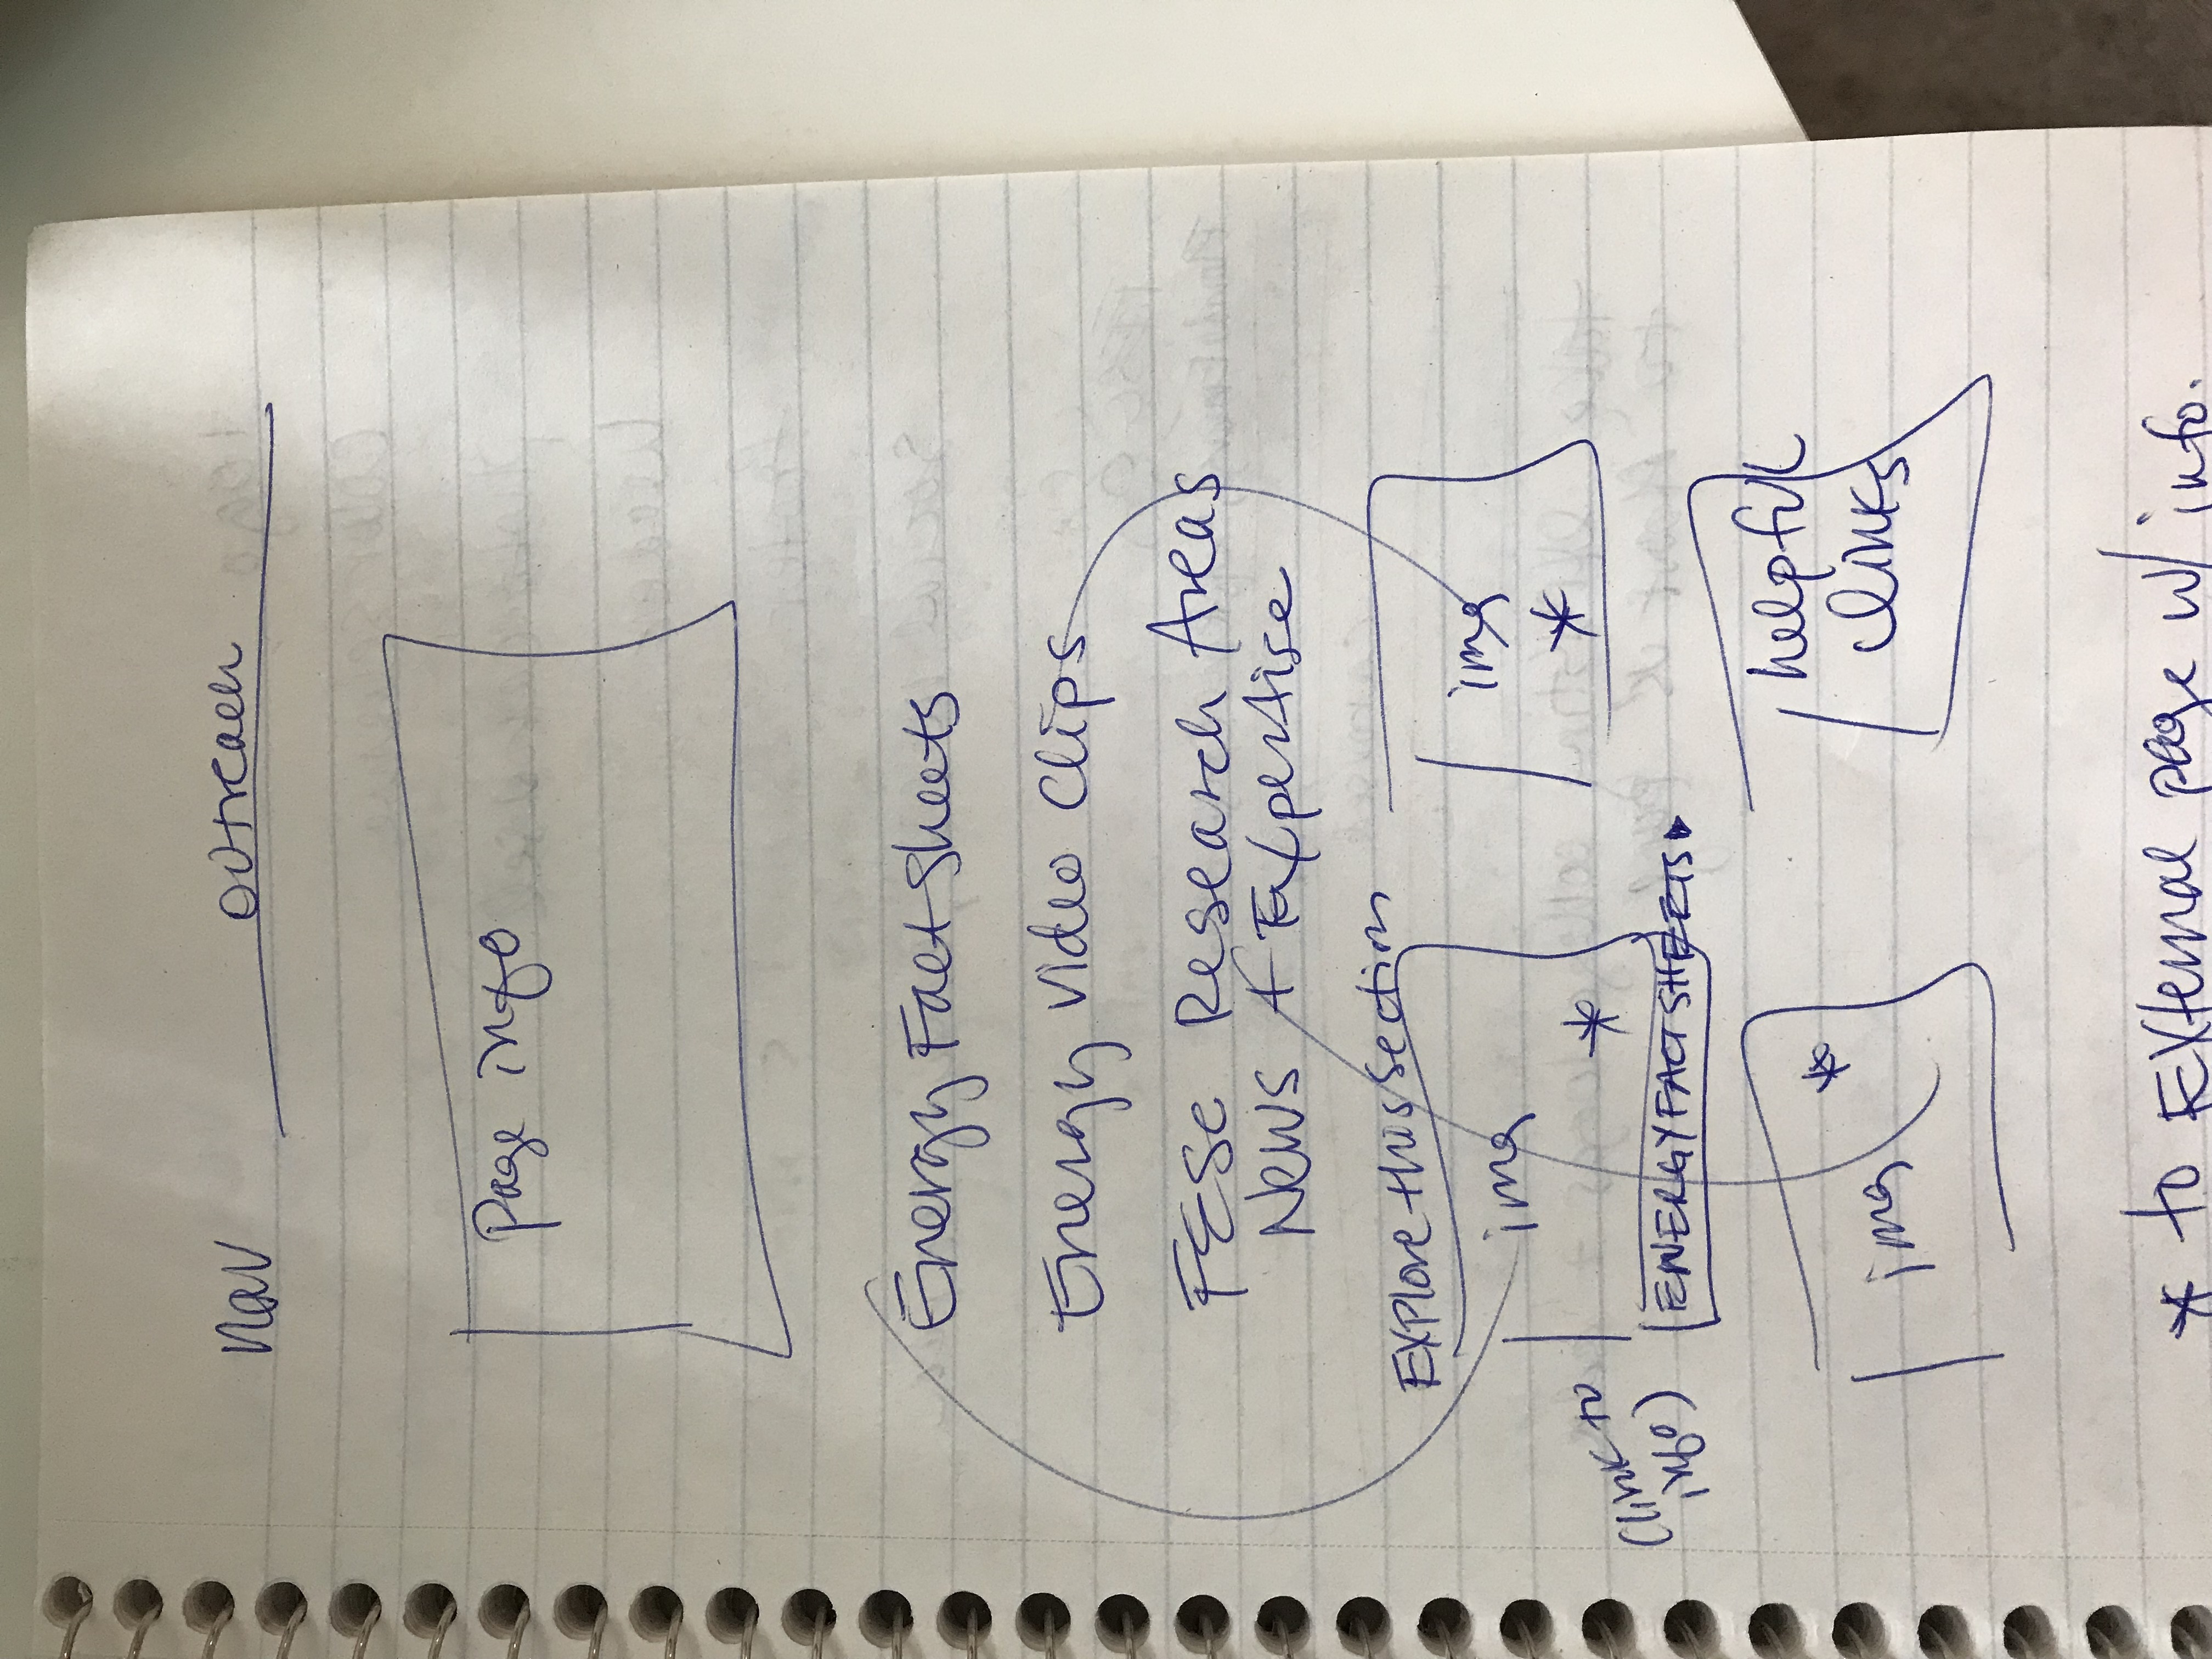 Nav outreach
Page info
Energy Fact Sheets
Energy Video Clips
FESC Research Areas
News + Expertise
Explore this section
img
*
img
*
(link to
info)
ENERGY FACT SHEETS
img
*
helpful
links
* to External page w/ info.